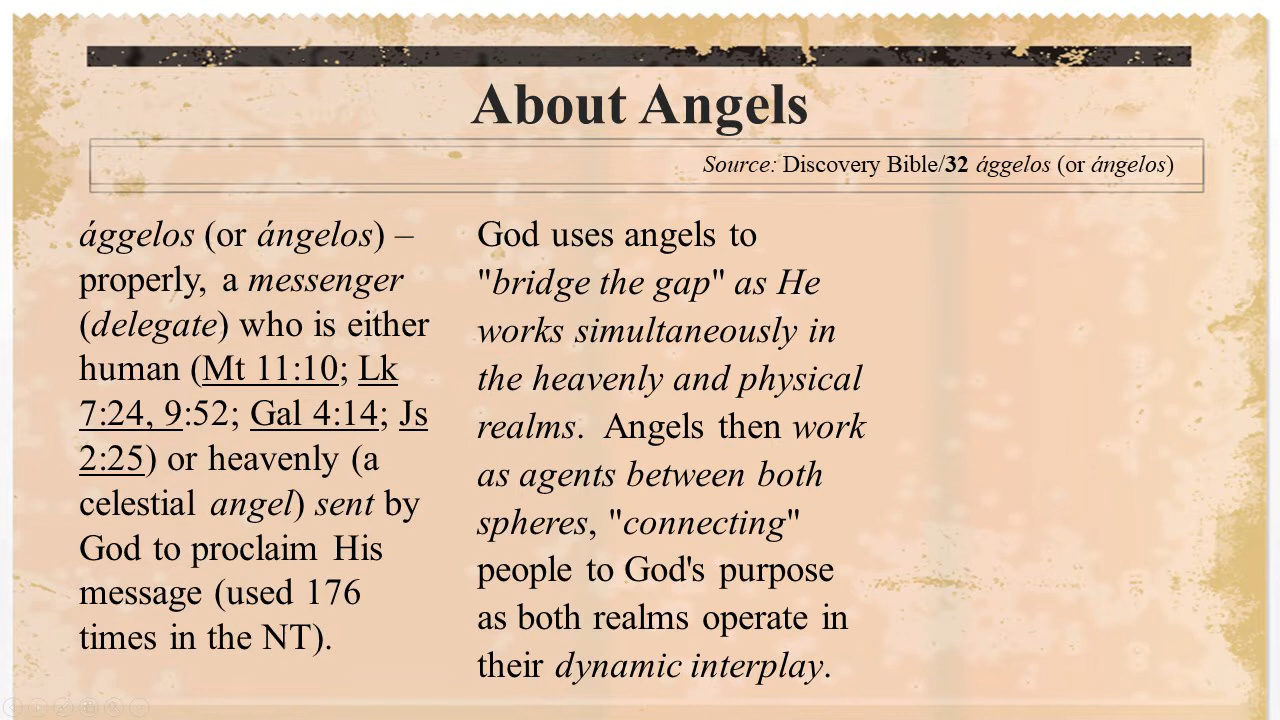 About Angels
Source: Discovery Bible/32 ággelos (or ángelos)
ággelos (or ángelos) –
properly, a messenger
(delegate) who is either
human (Mt 11:10; Lk
7:24, 9:52; Gal 4:14; Js
2:25) or heavenly (a
celestial angel) sent by
God to proclaim His
message (used 176
times in the NT).
God uses angels to
"bridge the gap" as He
works simultaneously in
the heavenly and physical
realms. Angels then work
as agents between both
spheres, "connecting"
people to God's purpose
as both realms operate in
their dynamic interplay.